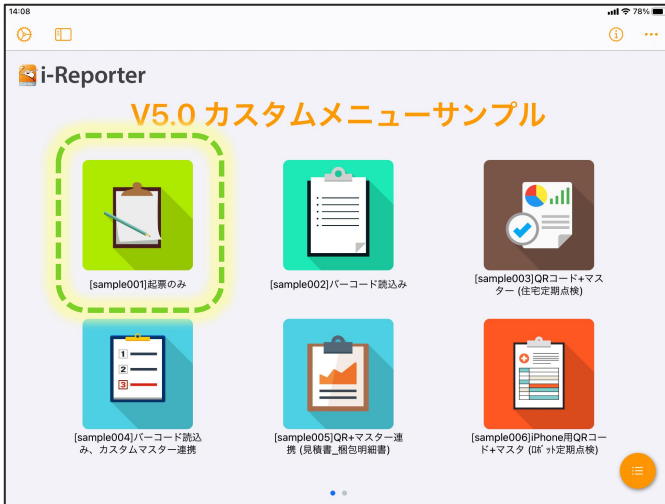 14:08
78%
i-Reporter
V5.0 カスタムメニューサンプル
[sample001]起票のみ
[sample002]バーコード読込み
[sample003]QRコード+マス
ター (住宅定期点検)
1
2
3
[sample004]バーコード読込
み、カスタムマスター連携
[sample005]QR+マスター連
携 (見積書_梱包明細書)
[sample006]iPhone用QRコー
ド+マスタ (ﾛﾎﾞｯﾄ定期点検)